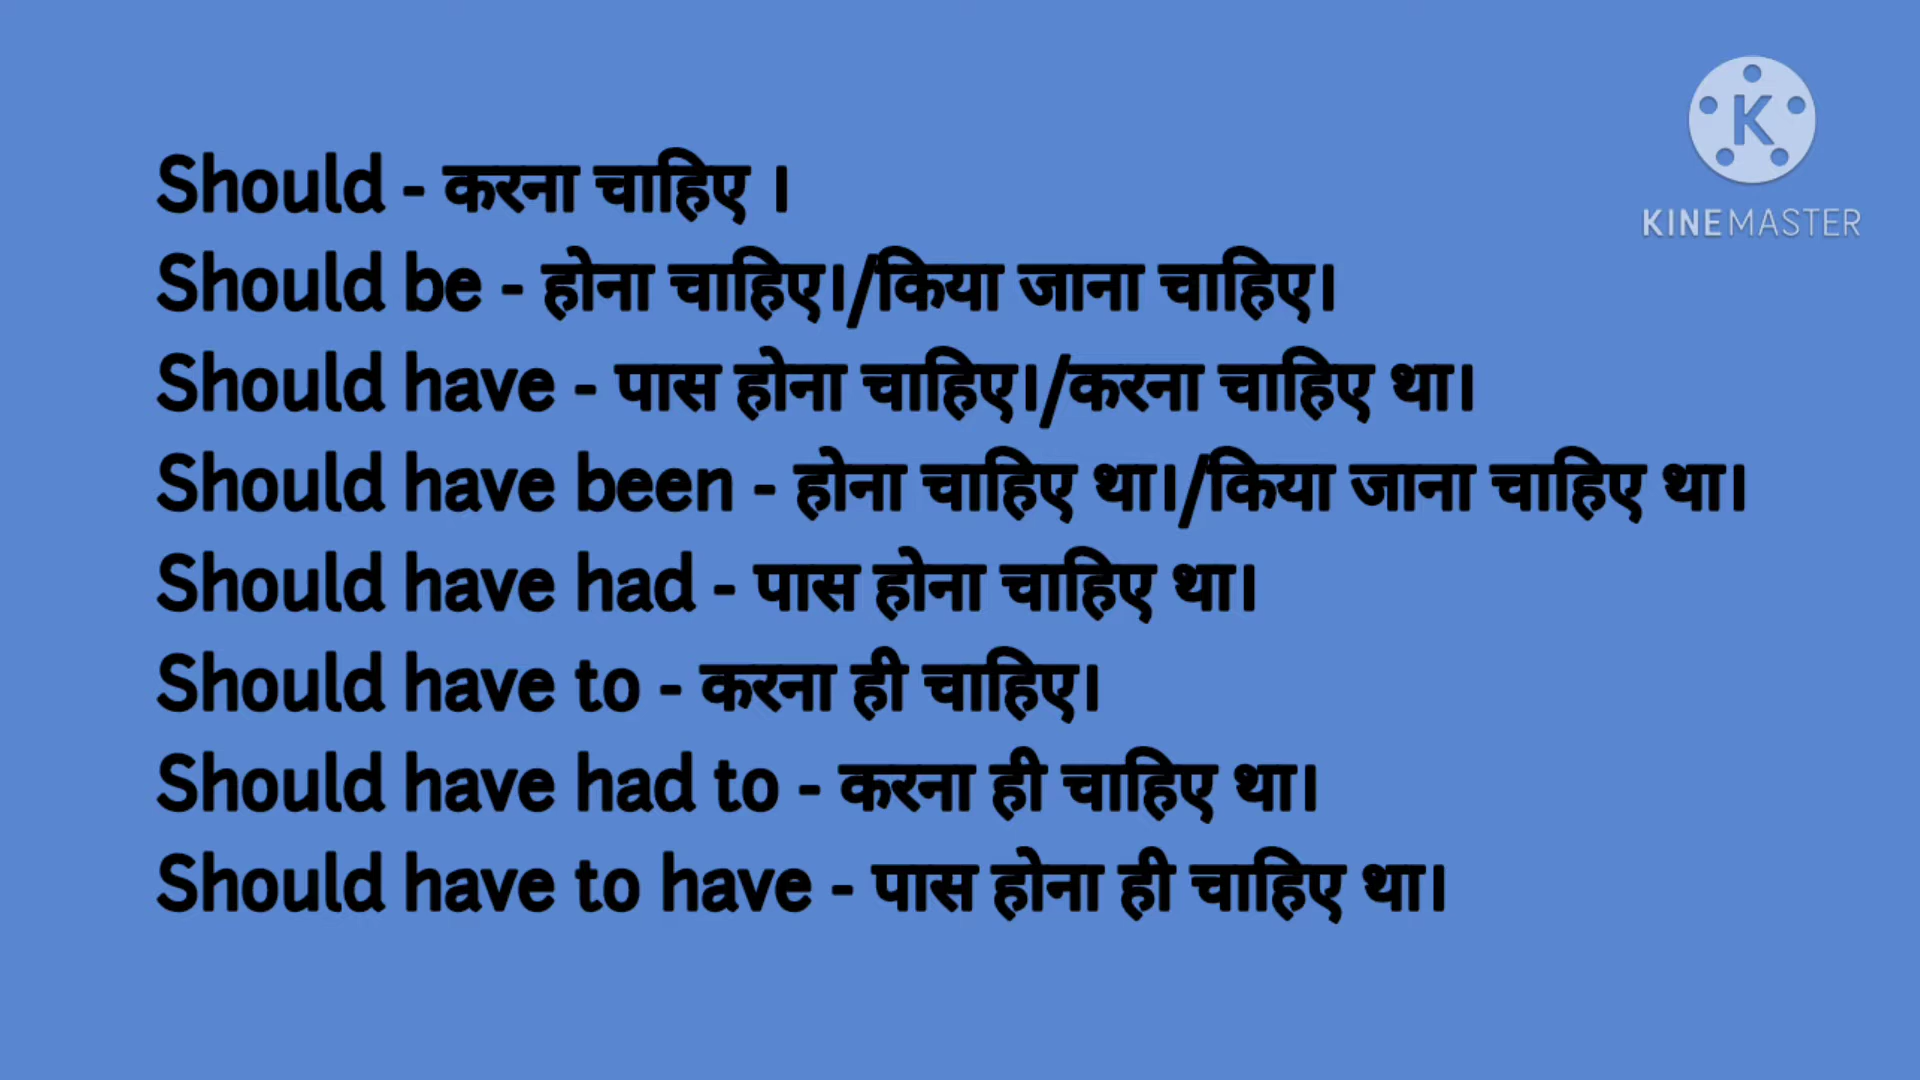 Should - करना चाहिए ।
Should be - होना चाहिए।/किया जाना चाहिए।
Should have - पास होना चाहिए।/करना चाहिए था।
Should have been - होना चाहिए था।/किया जाना चाहिए था।
Should have had - पास होना चाहिए था।
Should have to - करना ही चाहिए।
Should have had to - करना ही चाहिए था।
Should have to have - पास होना ही चाहिए था।
K
KINEMASTER